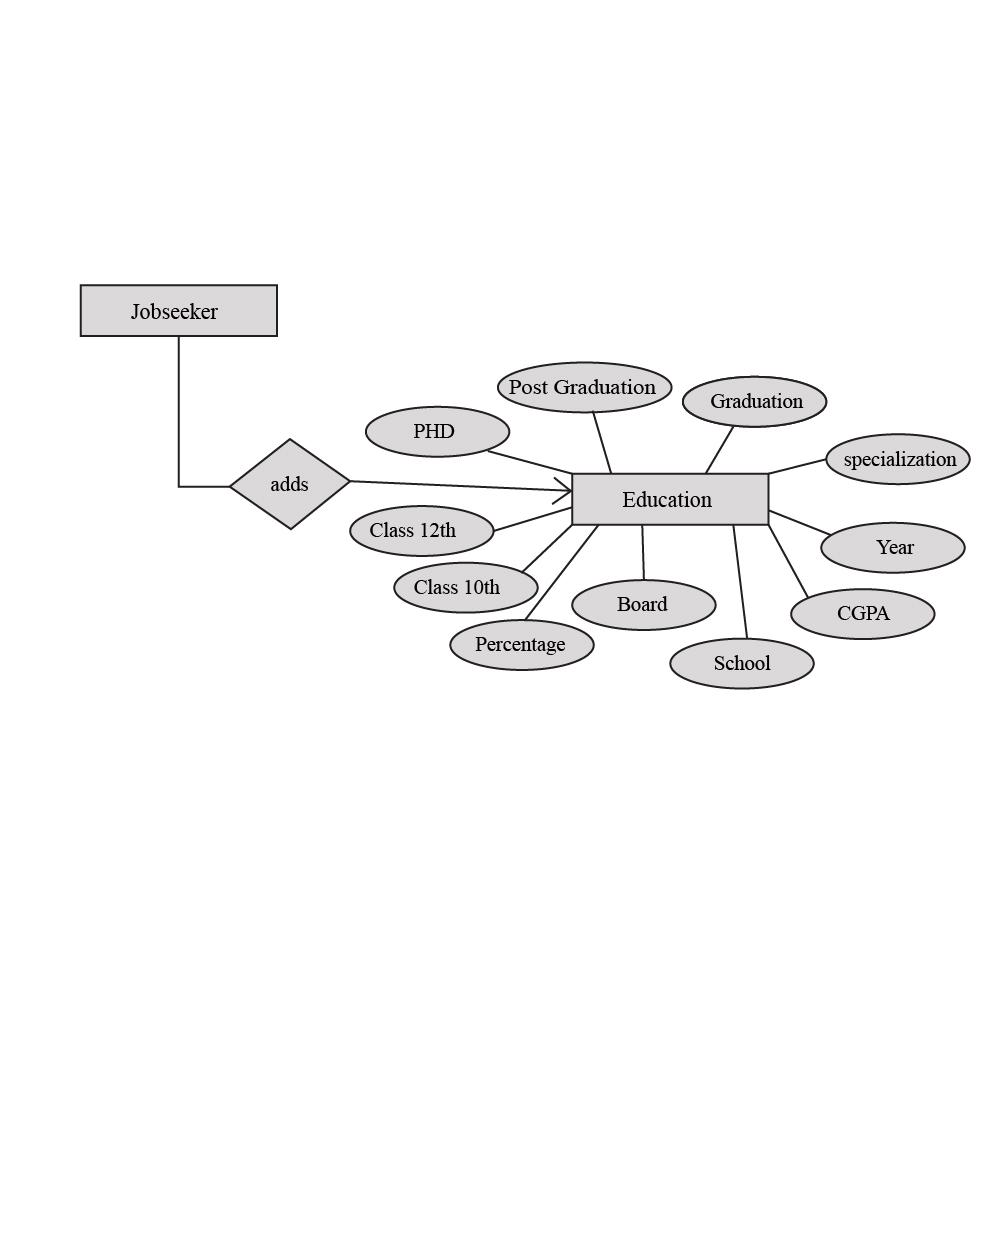 Jobseeker
Post Graduation
Graduation
PHD
specialization
adds
Education
Class 12th
Year
Class 10th
Board
CGPA
Percentage
School